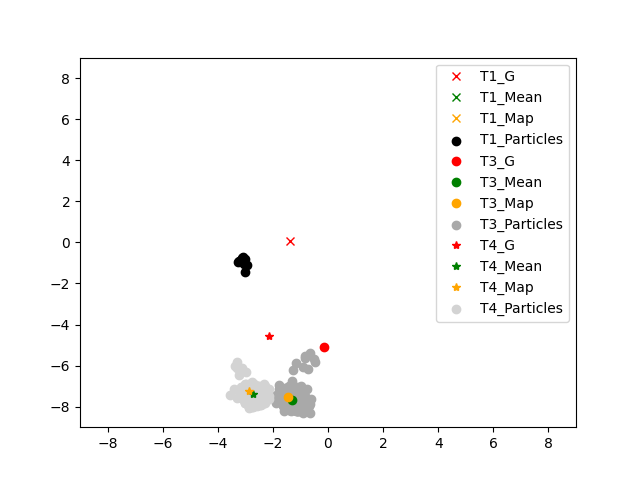 8
6
4
2
0
−2
−4
−6
−8
−8
−6
−4
−2
0
2
4
6
8
T1_G
T1_Mean
T1_Map
T1_Particles
T3_G
T3_Mean
T3_Map
T3_Particles
T4_G
T4_Mean
T4_Map
T4_Particles